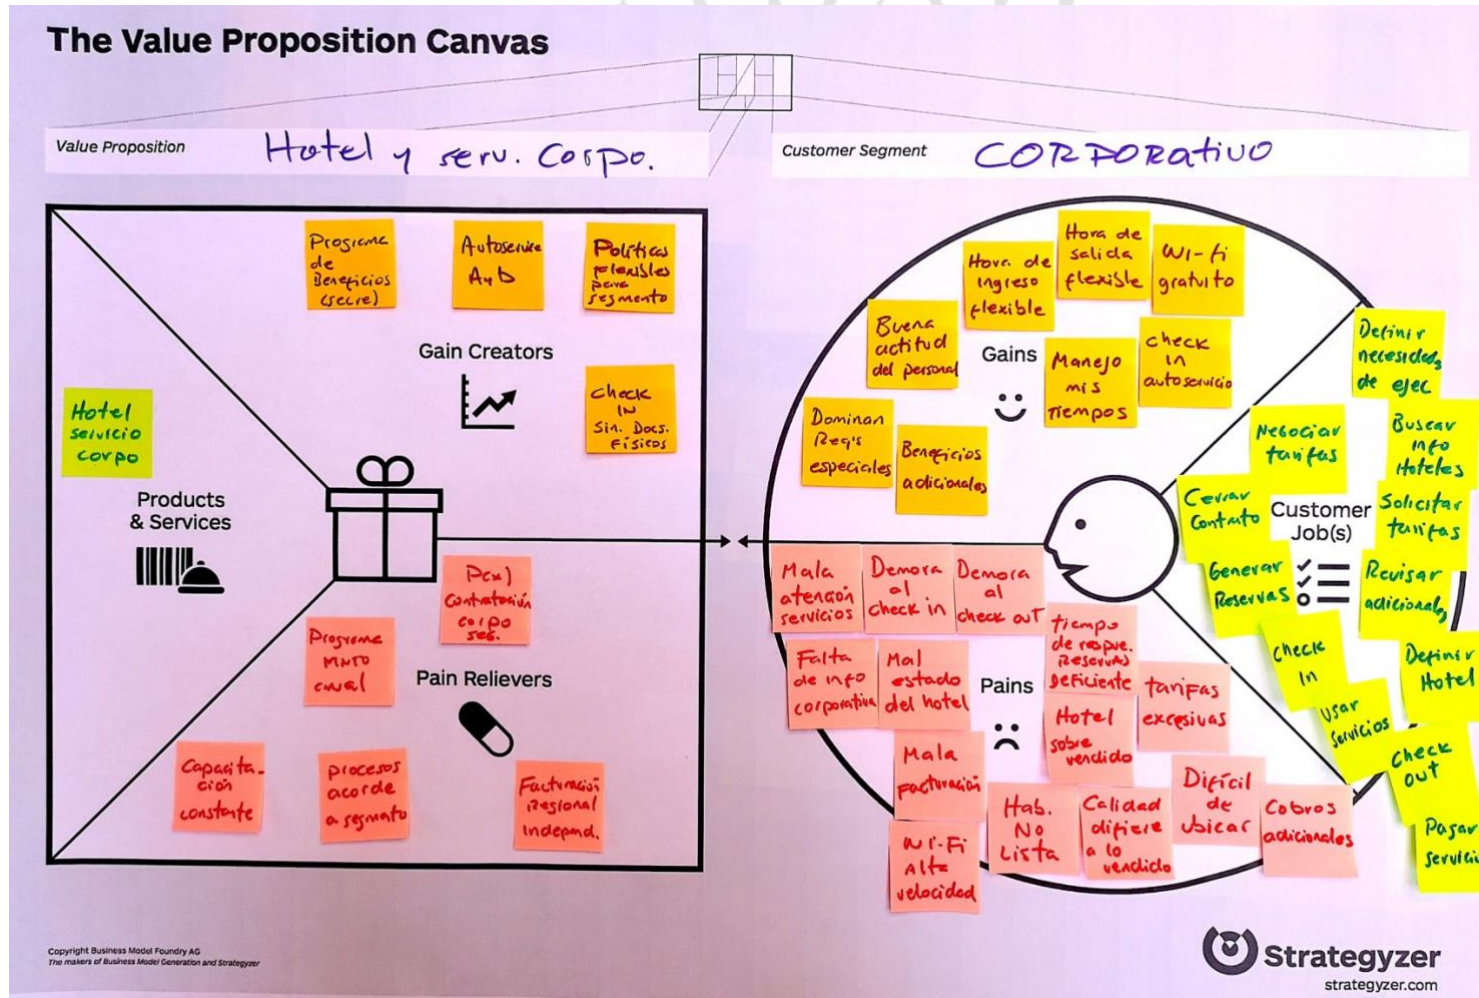 The Value Proposition Canvas
Value Proposition
Hotel y serv. Corpo.
Customer Segment
CORPORATIVO
Programa
de
Beneficios
(secre)
Autoservice
AyD
Políticas
flexibles
para
segmento
Gain Creators
Check
IN
Sin. Docs.
Físicos
Hotel
servicio
corpo
Products
& Services
P(x)
Contratación
corpo
seg.
Programa
MNTO
anual
Pain Relievers
Capacita-
ción
constante
procesos
acorde
a segmnto
Facturación
Regional
Independ.
Hora de
ingreso
flexible
Hora de
salida
flexible
Wi-fi
gratuito
Buena
actitud
del personal
Gains
Manejo
mis
Tiempos
check
in
autoservicio
Dominan
Req's
especiales
Beneficios
adicionales
Definir
necesidades
de ejec
Negociar
tarifas
Buscar
info
Hoteles
Cerrar
Contrato
Customer
Job(s)
Solicitar
tarifas
Generar
Reservas
Revisar
adicionales
check
In
Definir
Hotel
Usar
servicios
Check
out
Pagar
servicio
Mala
atención
servicios
Demora
al
check in
Demora
al
check out
tiempo
de respue.
Reservas
Deficiente
Falta
de info
corporativa
Mal
estado
del hotel
Pains
tarifas
excesivas
Hotel
sobre
vendido
Mala
facturación
Wi-Fi
Alta
velocidad
Hab.
No
Lista
Calidad
difiere
a lo
vendido
Difícil
de
ubicar
Cobros
adicionales
Copyright Business Model Foundry AG
The makers of Business Model Generation and Strategyzer
Strategyzer
strategyzer.com